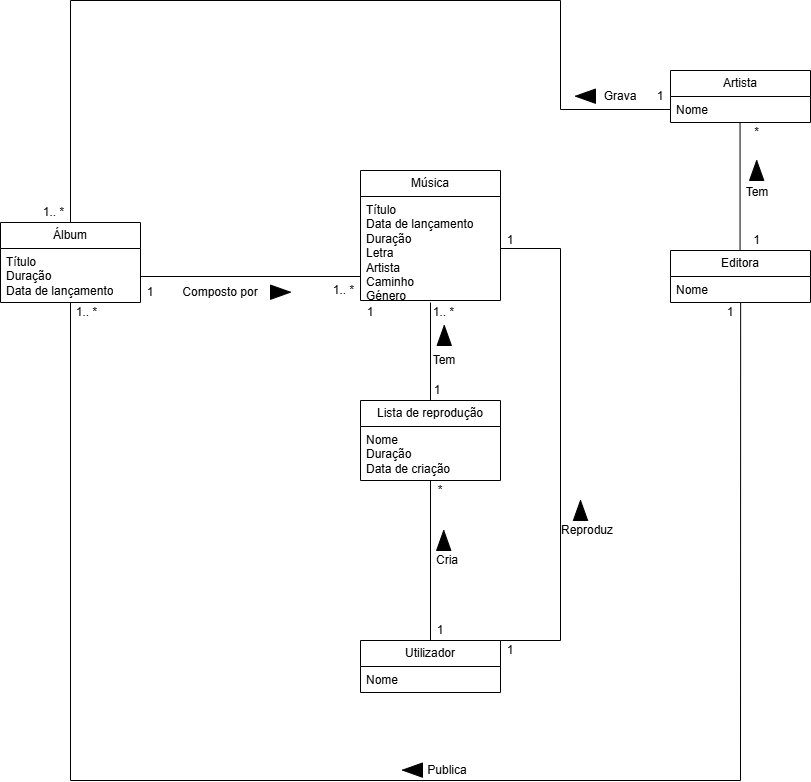 Artista
Nome
Grava
1
*
Tem
1
Editora
Nome
1
1.. *
Álbum
Título
Duração
Data de lançamento
1
Composto por
1.. *
1.. *
Música
Título
Data de lançamento
Duração
Letra
Artista
Caminho
Género
1
1
1.. *
Tem
1
Lista de reprodução
Nome
Duração
Data de criação
*
Cria
1
Reproduz
Utilizador
Nome
1
Publica